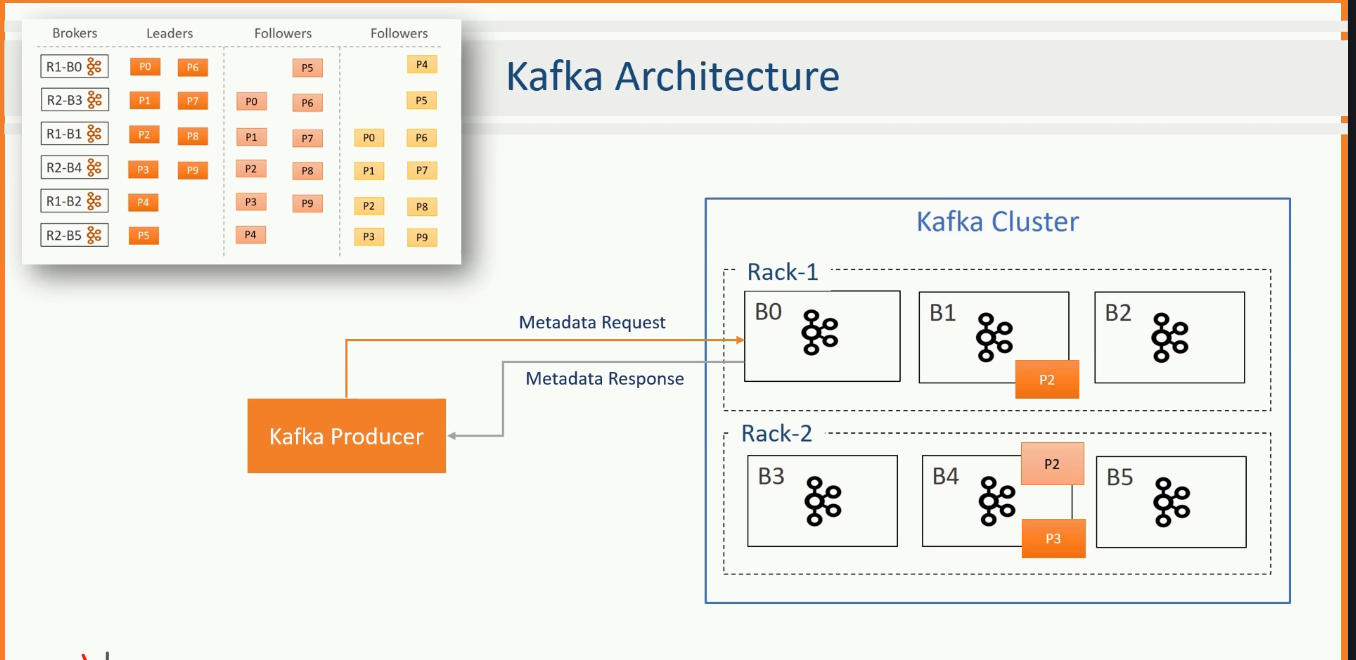 Brokers Leaders Followers Followers
R1-B0 P0 P6 P5 P4
R2-B3 P1 P7 P0 P6 P5
R1-B1 P2 P8 P1 P7 P0 P6
R2-B4 P3 P9 P2 P8 P1 P7
R1-B2 P4 P3 P9 P2 P8
R2-B5 P5 P4 P3 P9
Kafka Architecture
Kafka Cluster
Rack-1
B0 B1 B2
P2
Metadata Request
Metadata Response
Kafka Producer
Rack-2
B3 B4 B5
P2
P3